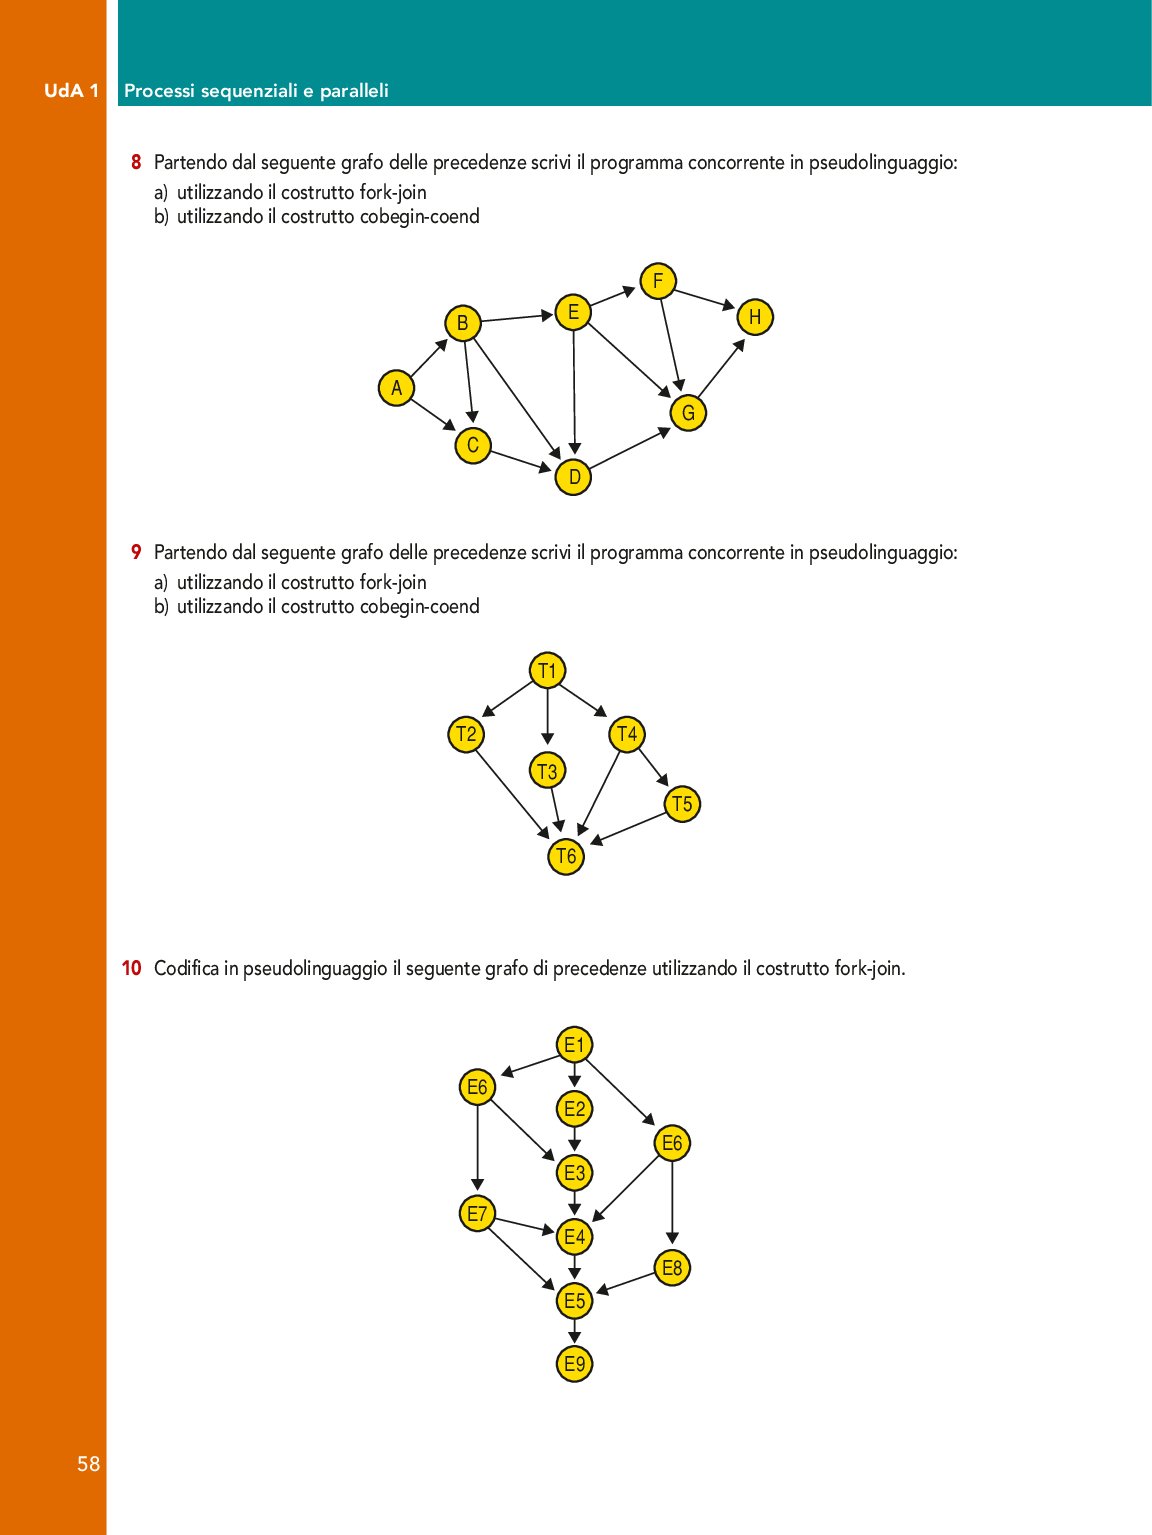 UdA 1 Processi sequenziali e paralleli
8 Partendo dal seguente grafo delle precedenze scrivi il programma concorrente in pseudolinguaggio:
a) utilizzando il costrutto fork-join
b) utilizzando il costrutto cobegin-coend
F
E
H
B
A
G
C
D
9 Partendo dal seguente grafo delle precedenze scrivi il programma concorrente in pseudolinguaggio:
a) utilizzando il costrutto fork-join
b) utilizzando il costrutto cobegin-coend
T1
T2
T4
T3
T5
T6
10 Codifica in pseudolinguaggio il seguente grafo di precedenze utilizzando il costrutto fork-join.
E1
E6
E2
E6
E3
E7
E4
E8
E5
E9
58